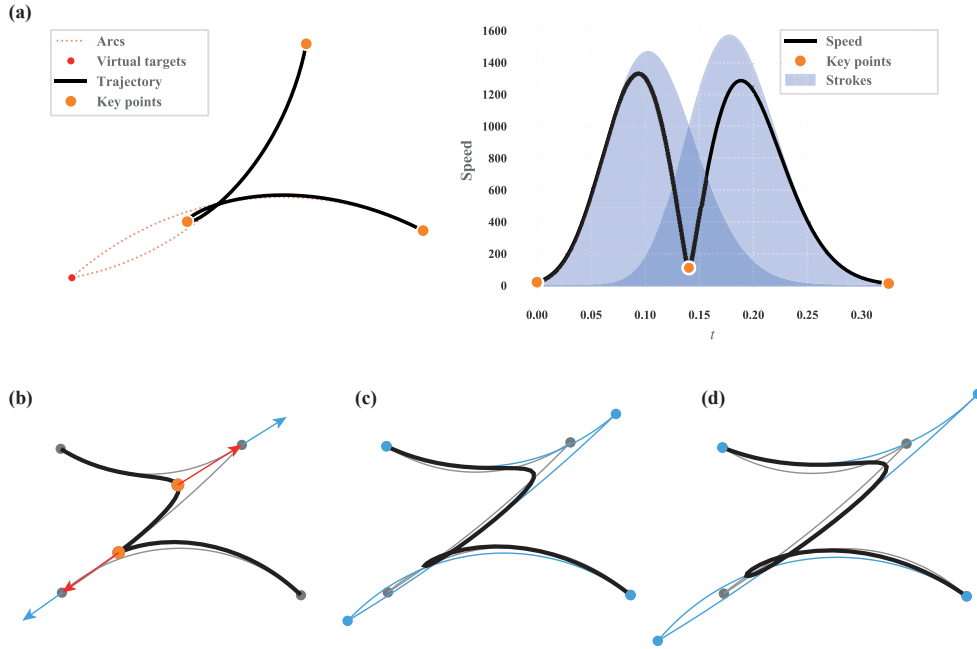 (a)
Arcs
Virtual targets
Trajectory
Key points
1600
1400
1200
1000
800
600
400
200
0
Speed
0.00 0.05 0.10 0.15 0.20 0.25 0.30
t
Speed
Key points
Strokes
(b)
(c)
(d)